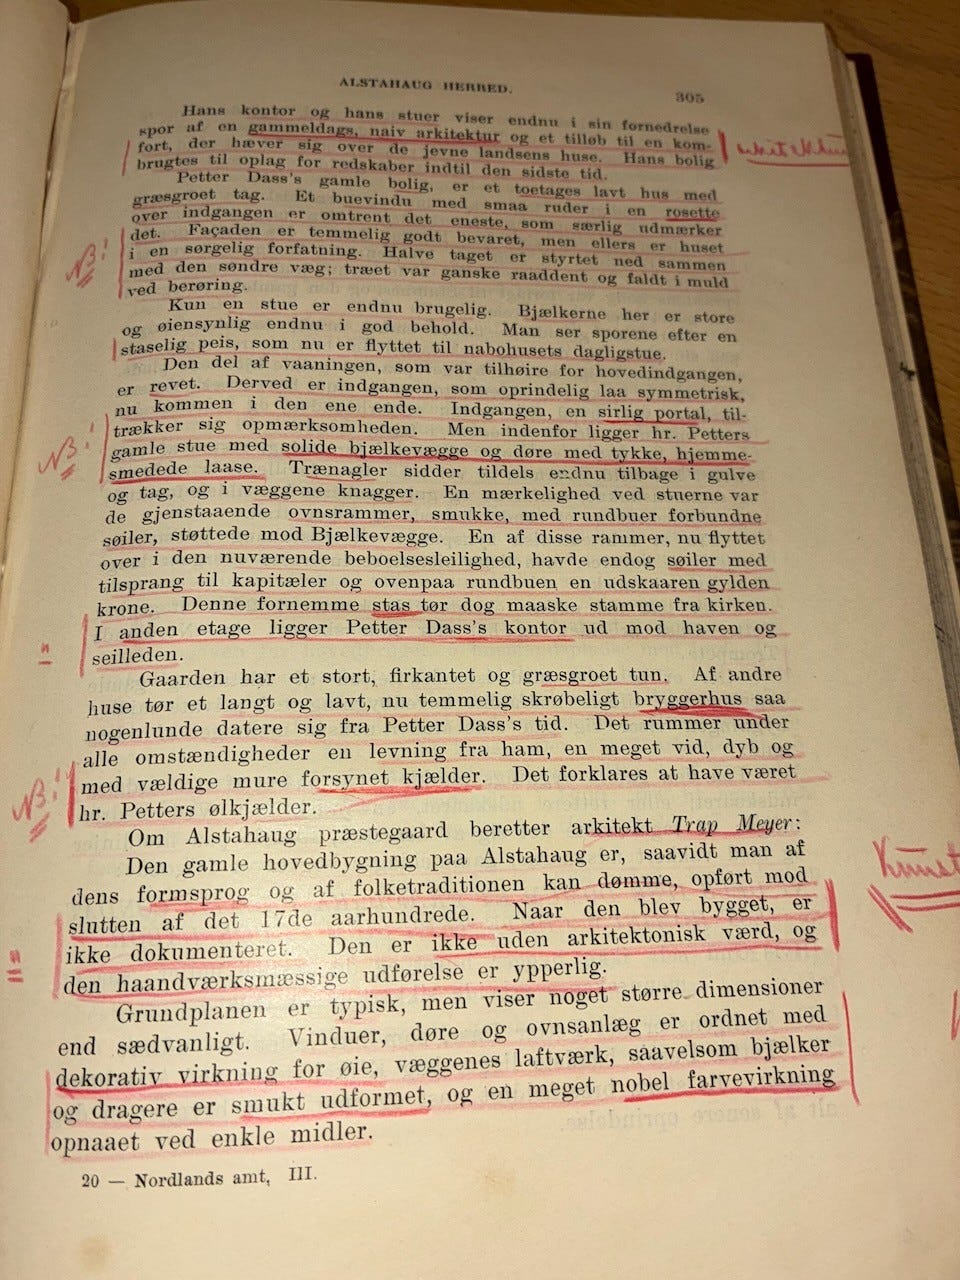 ALSTAHAUG HERRED.
305
Hans kontor og hans stuer viser endnu i sin fornedrelse
spor af en gammeldags, naiv arkitektur og et tilløb til en kom-
fort, der hæver sig over de jevne landsens huse. Hans bolig
brugtes til oplag for redskaber indtil den sidste tid.
Petter Dass's gamle bolig, er et toetages lavt hus med
græsgroet tag. Et buevindu med smaa ruder i en rosette
over indgangen er omtrent det eneste, som særlig udmærker
det. Façaden er temmelig godt bevaret, men ellers er huset
i en sørgelig forfatning. Halve taget er styrtet ned sammen
med den søndre væg; træet var ganske raaddent og faldt i muld
ved berøring.
NB!
Kun en stue er endnu brugelig. Bjælkerne her er store
og øiensynlig endnu i god behold. Man ser sporene efter en
staselig peis, som nu er flyttet til nabohusets dagligstue.
Den del af vaaningen, som var tilhøire for hovedindgangen,
er revet. Derved er indgangen, som oprindelig laa symmetrisk,
nu kommen i den ene ende. Indgangen, en sirlig portal, til-
trækker sig opmærksomheden. Men indenfor ligger hr. Petters
gamle stue med solide bjælkevægge og døre med tykke, hjemme-
smedede laase. Trænagler sidder tildels endnu tilbage i gulve
NB!
og tag, og i væggene knagger. En mærkelighed ved stuerne var
de gjenstaaende ovnsrammer, smukke, med rundbuer forbundne
søiler, støttede mod Bjælkevægge. En af disse rammer, nu flyttet
over i den nuværende beboelsesleilighed, havde endog søiler med
tilsprang til kapitæler og ovenpaa rundbuen en udskaaren gylden
krone. Denne fornemme stas tør dog maaske stamme fra kirken.
I anden etage ligger Petter Dass's kontor ud mod haven og
seilleden.
Gaarden har et stort, firkantet og græsgroet tun. Af andre
huse tør et langt og lavt, nu temmelig skrøbeligt bryggerhus saa
nogenlunde datere sig fra Petter Dass's tid. Det rummer under
alle omstændigheder en levning fra ham, en meget vid, dyb og
med vældige mure forsynet kjælder. Det forklares at have været
hr. Petters ølkjælder.
NB!
Om Alstahaug præstegaard beretter arkitekt Trap Meyer:
Den gamle hovedbygning paa Alstahaug er, saavidt man af
dens formsprog og af folketraditionen kan dømme, opført mod
slutten af det 17de aarhundrede. Naar den blev bygget, er
ikke dokumenteret. Den er ikke uden arkitektonisk værd, og
den haandværksmæssige udførelse er ypperlig.
Kunst
Grundplanen er typisk, men viser noget større dimensioner
end sædvanligt. Vinduer, døre og ovnsanlæg er ordnet med
dekorativ virkning for øie, væggenes laftværk, saavelsom bjælker
og dragere er smukt udformet, og en meget nobel farvevirkning
opnaaet ved enkle midler.
20 — Nordlands amt, III.